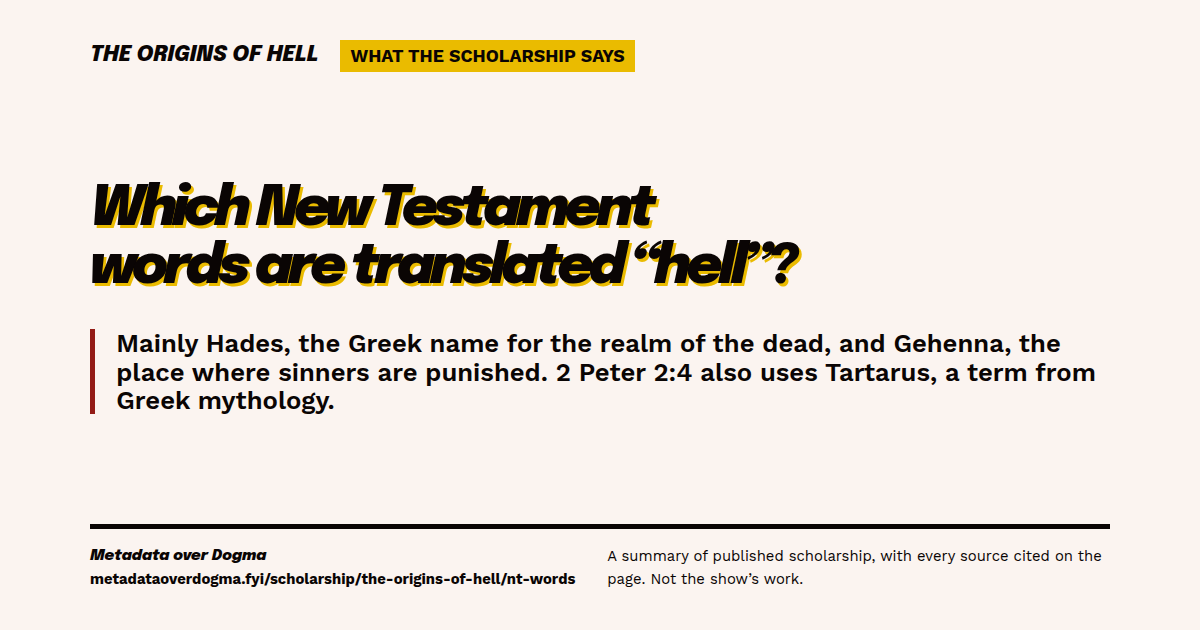 THE ORIGINS OF HELL
WHAT THE SCHOLARSHIP SAYS
Which New Testament
words are translated “hell”?
Mainly Hades, the Greek name for the realm of the dead, and Gehenna, the
place where sinners are punished. 2 Peter 2:4 also uses Tartarus, a term from
Greek mythology.
Metadata over Dogma
metadataoverdogma.fyi/scholarship/the-origins-of-hell/nt-words
A summary of published scholarship, with every source cited on the
page. Not the show’s work.